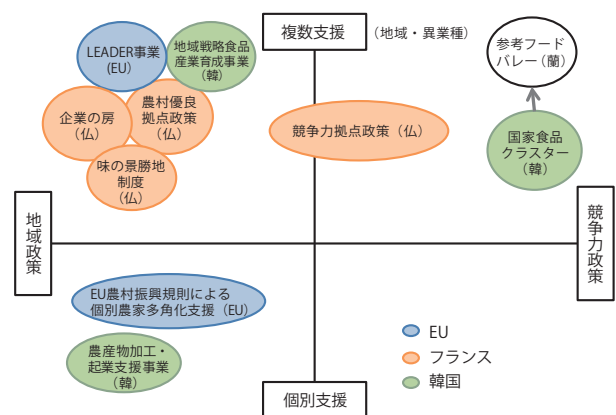 複数支援
(地域・異業種)
LEADER事業
(EU)
地域戦略食品
産業育成事業
(韓)
参考フード
バレー(蘭)
企業の房
(仏)
農村優良
拠点政策
(仏)
競争力拠点政策(仏)
国家食品
クラスター
(韓)
味の景勝地
制度
(仏)
地域政策
競争力政策
EU農村振興規則による
個別農家多角化支援(EU)
農産物加工・
起業支援事業
(韓)
EU
フランス
韓国
個別支援